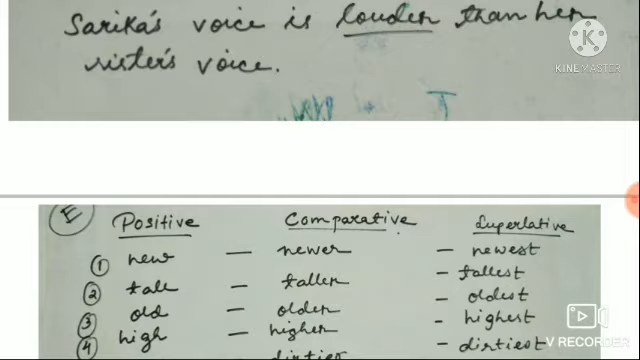 Sarika's voice is louder than her
sister's voice.
K
KINEMASTER
E
Positive Comparative Superlative
① new — newer — newest
② tall — taller — tallest
③ old — older — oldest
④ high — higher - highest
dirtier - dirtiest
V RECORDER